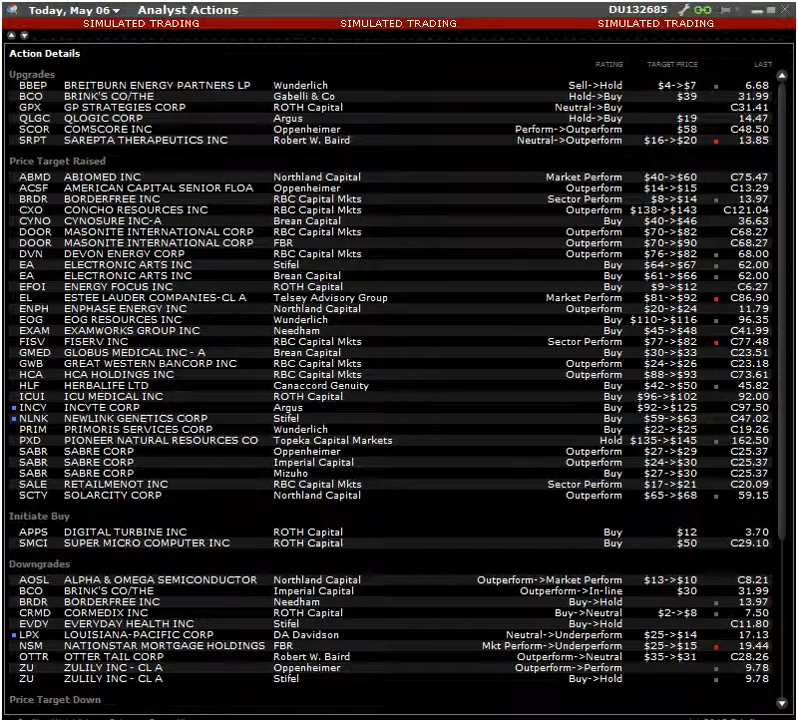 Today, May 06 Analyst Actions DU132685
SIMULATED TRADING SIMULATED TRADING SIMULATED TRADING
Action Details
RATING TARGET PRICE LAST
Upgrades
BBEP BREITBURN ENERGY PARTNERS LP Wunderlich Sell->Hold $4->$7 6.68
BCO BRINK'S CO/THE Gabelli & Co Hold->Buy $39 31.99
GPX GP STRATEGIES CORP ROTH Capital Neutral->Buy C31.41
QLGC QLOGIC CORP Argus Hold->Buy $19 14.47
SCOR COMSCORE INC Oppenheimer Perform->Outperform $58 C48.50
SRPT SAREPTA THERAPEUTICS INC Robert W. Baird Neutral->Outperform $16->$20 13.85
Price Target Raised
ABMD ABIOMED INC Northland Capital Market Perform $40->$60 C75.47
ACSF AMERICAN CAPITAL SENIOR FLOA Oppenheimer Outperform $14->$15 C13.29
BRDR BORDERFREE INC RBC Capital Mkts Sector Perform $8->$14 13.97
CXO CONCHO RESOURCES INC RBC Capital Mkts Outperform $138->$143 C121.04
CYNO CYNOSURE INC-A Brean Capital Buy $40->$46 36.63
DOOR MASONITE INTERNATIONAL CORP RBC Capital Mkts Outperform $70->$82 C68.27
DOOR MASONITE INTERNATIONAL CORP FBR Outperform $70->$90 C68.27
DVN DEVON ENERGY CORP RBC Capital Mkts Outperform $76->$82 68.00
EA ELECTRONIC ARTS INC Stifel Buy $64->$67 62.00
EA ELECTRONIC ARTS INC Brean Capital Buy $61->$66 62.00
EFOI ENERGY FOCUS INC ROTH Capital Buy $9->$12 C6.27
EL ESTEE LAUDER COMPANIES-CL A Telsey Advisory Group Market Perform $81->$92 C86.90
ENPH ENPHASE ENERGY INC Northland Capital Outperform $20->$24 11.79
EOG EOG RESOURCES INC Wunderlich Buy $110->$116 96.35
EXAM EXAMWORKS GROUP INC Needham Buy $45->$48 C41.99
FISV FISERV INC RBC Capital Mkts Sector Perform $77->$82 C77.48
GMED GLOBUS MEDICAL INC - A Brean Capital Buy $30->$33 C23.51
GWB GREAT WESTERN BANCORP INC RBC Capital Mkts Outperform $24->$26 C23.18
HCA HCA HOLDINGS INC RBC Capital Mkts Outperform $88->$93 C73.61
HLF HERBALIFE LTD Canaccord Genuity Buy $42->$50 45.82
ICUI ICU MEDICAL INC ROTH Capital Buy $96->$102 92.00
INCY INCYTE CORP Argus Buy $92->$125 C97.50
NLNK NEWLINK GENETICS CORP Stifel Buy $59->$63 C47.02
PRIM PRIMORIS SERVICES CORP Wunderlich Buy $22->$25 C19.26
PXD PIONEER NATURAL RESOURCES CO Topeka Capital Markets Hold $135->$145 162.50
SABR SABRE CORP Oppenheimer Outperform $27->$29 C25.37
SABR SABRE CORP Imperial Capital Outperform $24->$30 C25.37
SABR SABRE CORP Mizuho Buy $27->$30 C25.37
SALE RETAILMENOT INC RBC Capital Mkts Sector Perform $17->$21 C20.09
SCTY SOLARCITY CORP Northland Capital Outperform $65->$68 59.15
Initiate Buy
APPS DIGITAL TURBINE INC ROTH Capital Buy $12 3.70
SMCI SUPER MICRO COMPUTER INC ROTH Capital Buy $50 C29.10
Downgrades
AOSL ALPHA & OMEGA SEMICONDUCTOR Northland Capital Outperform->Market Perform $13->$10 C8.21
BCO BRINK'S CO/THE Imperial Capital Outperform->In-line $30 31.99
BRDR BORDERFREE INC Needham Buy->Hold 13.97
CRMD CORMEDIX INC ROTH Capital Buy->Neutral $2->$8 7.50
EVDY EVERYDAY HEALTH INC Stifel Buy->Hold C11.80
LPX LOUISIANA-PACIFIC CORP DA Davidson Neutral->Underperform $25->$14 17.13
NSM NATIONSTAR MORTGAGE HOLDINGS FBR Mkt Perform->Underperform $25->$15 19.44
OTTR OTTER TAIL CORP Robert W. Baird Outperform->Neutral $35->$31 C28.26
ZU ZULILY INC - CL A Oppenheimer Outperform->Perform 9.78
ZU ZULILY INC - CL A Stifel Buy->Hold 9.78
Price Target Down